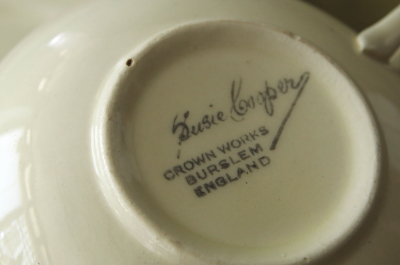 Susie Cooper
CROWN WORKS
BURSLEM
ENGLAND